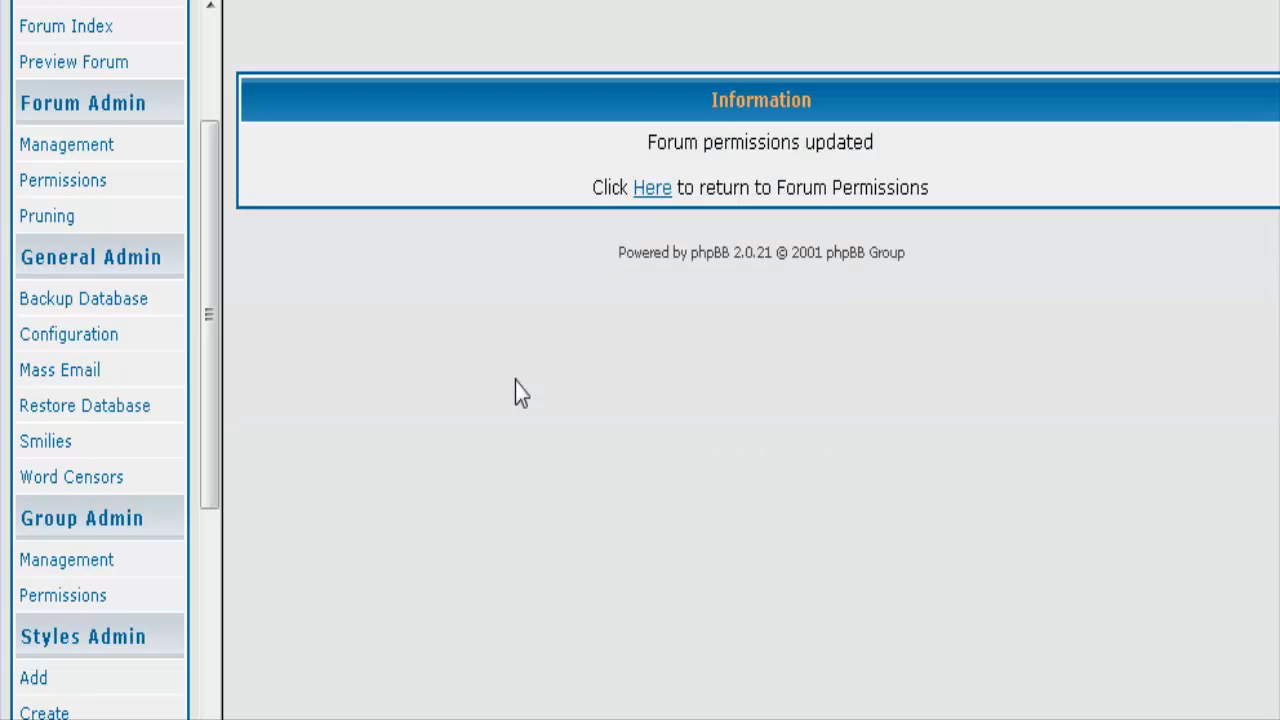 Forum Index
Preview Forum
Forum Admin
Management
Permissions
Pruning
General Admin
Backup Database
Configuration
Mass Email
Restore Database
Smilies
Word Censors
Group Admin
Management
Permissions
Styles Admin
Add
Create
Information
Forum permissions updated
Click Here to return to Forum Permissions
Powered by phpBB 2.0.21 © 2001 phpBB Group